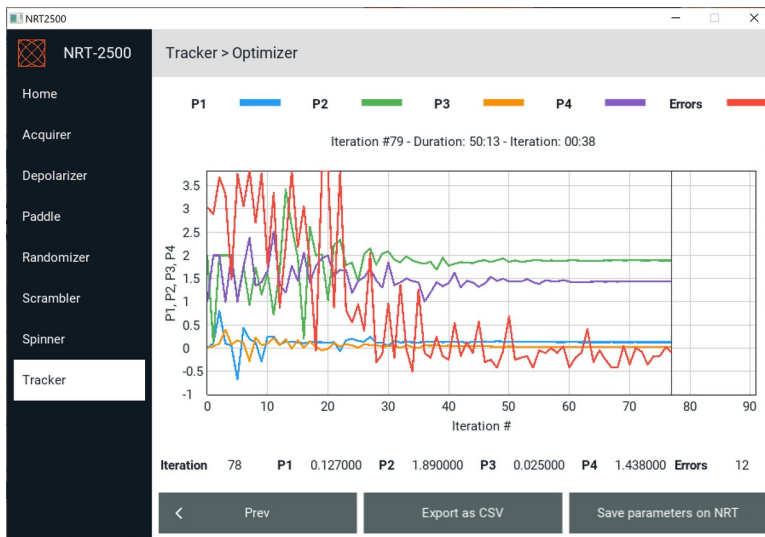 NRT2500
NRT-2500
Tracker > Optimizer
Home
Acquirer
Depolarizer
Paddle
Randomizer
Scrambler
Spinner
Tracker
P1 P2 P3 P4 Errors
Iteration #79 - Duration: 50:13 - Iteration: 00:38
P1, P2, P3, P4
3.5
3
2.5
2
1.5
1
0.5
0
-0.5
-1
0 10 20 30 40 50 60 70 80 90
Iteration #
Iteration 78 P1 0.127000 P2 1.890000 P3 0.025000 P4 1.438000 Errors 12
Prev Export as CSV Save parameters on NRT